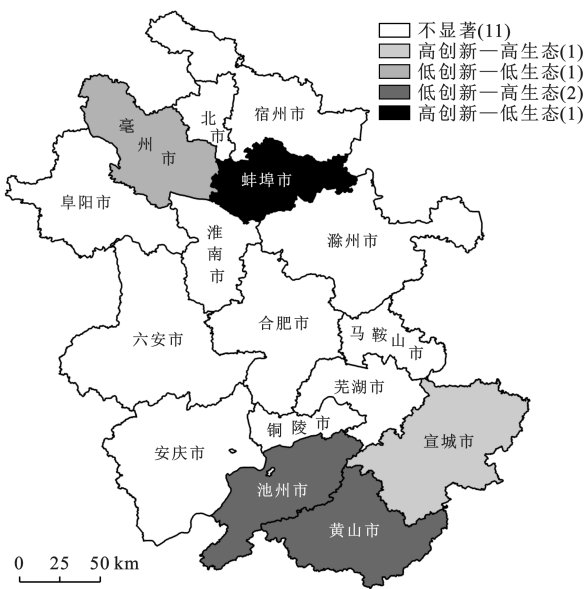 不显著(11)
高创新—高生态(1)
低创新—低生态(1)
低创新—高生态(2)
高创新—低生态(1)
亳州市
北市
宿州市
蚌埠市
阜阳市
淮南市
滁州市
合肥市
六安市
马鞍山市
芜湖市
铜陵市
宣城市
安庆市
池州市
黄山市
0 25 50 km